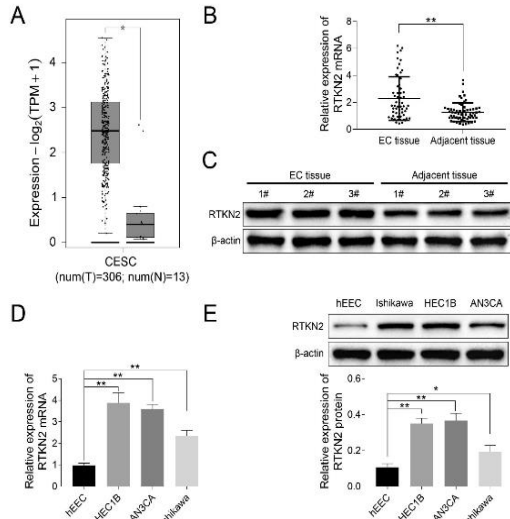 A
*
Expression – log₂(TPM + 1)
5
4
3
2
1
0
CESC
(num(T)=306; num(N)=13)
B
Relative expression of
RTKN2 mRNA
8
6
4
2
0
**
EC tissue
Adjacent tissue
C
EC tissue
Adjacent tissue
1#
2#
3#
1#
2#
3#
RTKN2
β-actin
D
Relative expression of
RTKN2 mRNA
5
4
3
2
1
0
**
**
**
hEEC
HEC1B
AN3CA
Ishikawa
E
hEEC
Ishikawa
HEC1B
AN3CA
RTKN2
β-actin
Relative expression of
RTKN2 protein
0.6
0.4
0.2
0.0
*
**
**
hEEC
HEC1B
AN3CA